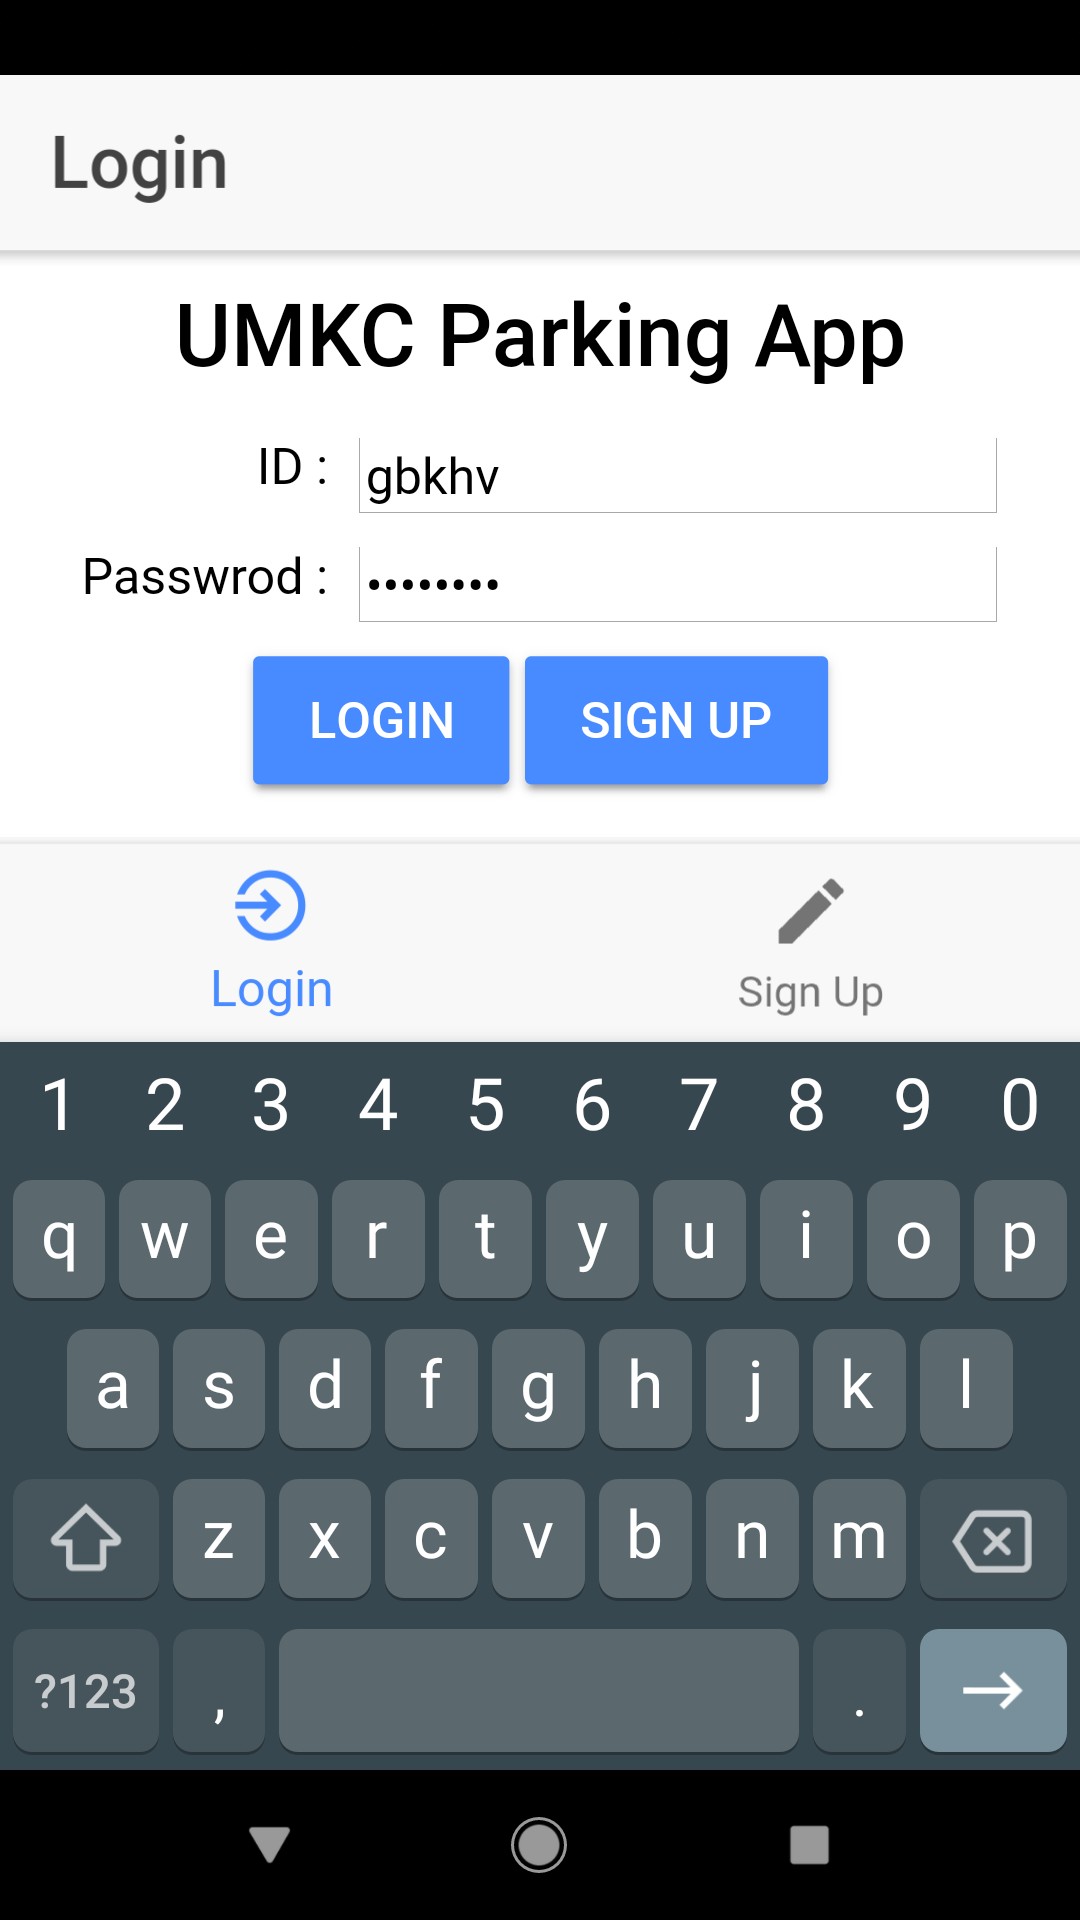 Login
UMKC Parking App
ID : gbkhv
Passwrod : ••••••••
LOGIN SIGN UP
Login Sign Up
1 2 3 4 5 6 7 8 9 0
q w e r t y u i o p
a s d f g h j k l
z x c v b n m
?123 , .